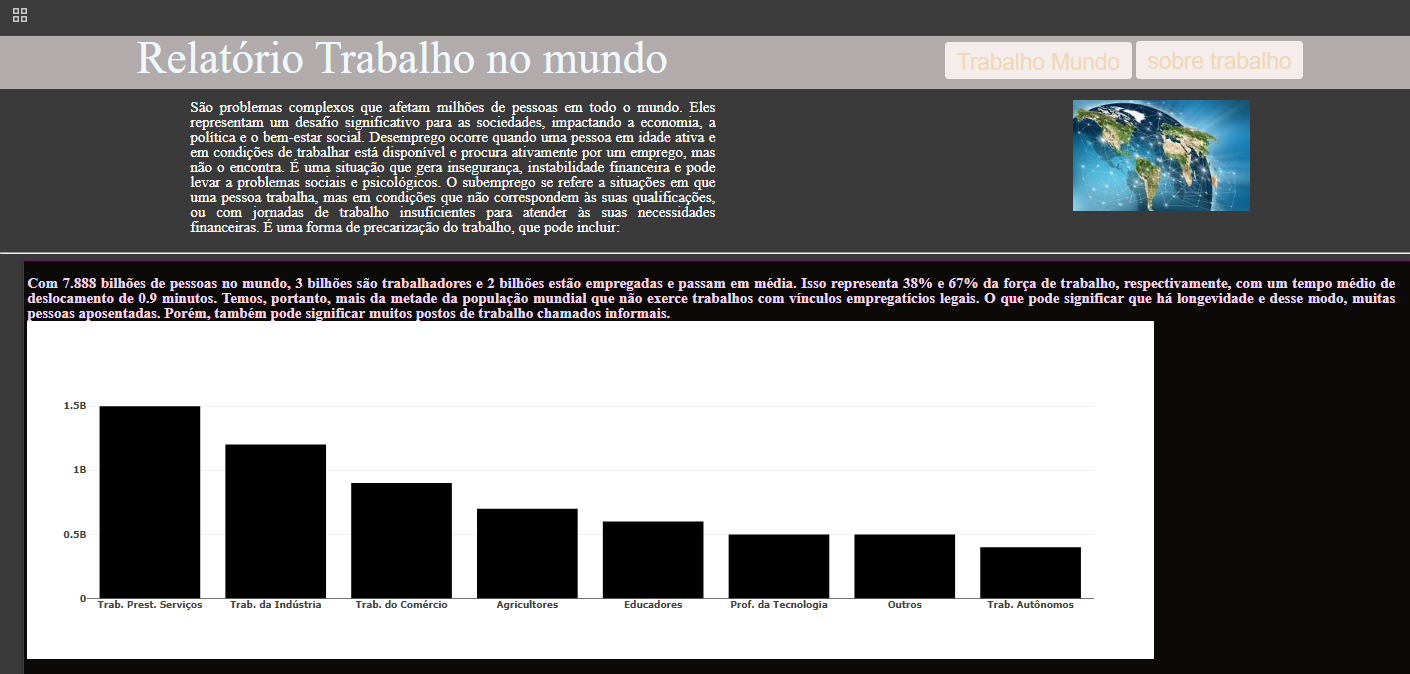 Relatório Trabalho no mundo
Trabalho Mundo
sobre trabalho
São problemas complexos que afetam milhões de pessoas em todo o mundo. Eles
representam um desafio significativo para as sociedades, impactando a economia, a
política e o bem-estar social. Desemprego ocorre quando uma pessoa em idade ativa e
em condições de trabalhar está disponível e procura ativamente por um emprego, mas
não o encontra. É uma situação que gera insegurança, instabilidade financeira e pode
levar a problemas sociais e psicológicos. O subemprego se refere a situações em que
uma pessoa trabalha, mas em condições que não correspondem às suas qualificações,
ou com jornadas de trabalho insuficientes para atender às suas necessidades
financeiras. É uma forma de precarização do trabalho, que pode incluir:
Com 7.888 bilhões de pessoas no mundo, 3 bilhões são trabalhadores e 2 bilhões estão empregadas e passam em média. Isso representa 38% e 67% da força de trabalho, respectivamente, com um tempo médio de
deslocamento de 0.9 minutos. Temos, portanto, mais da metade da população mundial que não exerce trabalhos com vínculos empregatícios legais. O que pode significar que há longevidade e desse modo, muitas
pessoas aposentadas. Porém, também pode significar muitos postos de trabalho chamados informais.
1.5B
1B
0.5B
0
Trab. Prest. Serviços
Trab. da Indústria
Trab. do Comércio
Agricultores
Educadores
Prof. da Tecnologia
Outros
Trab. Autônomos